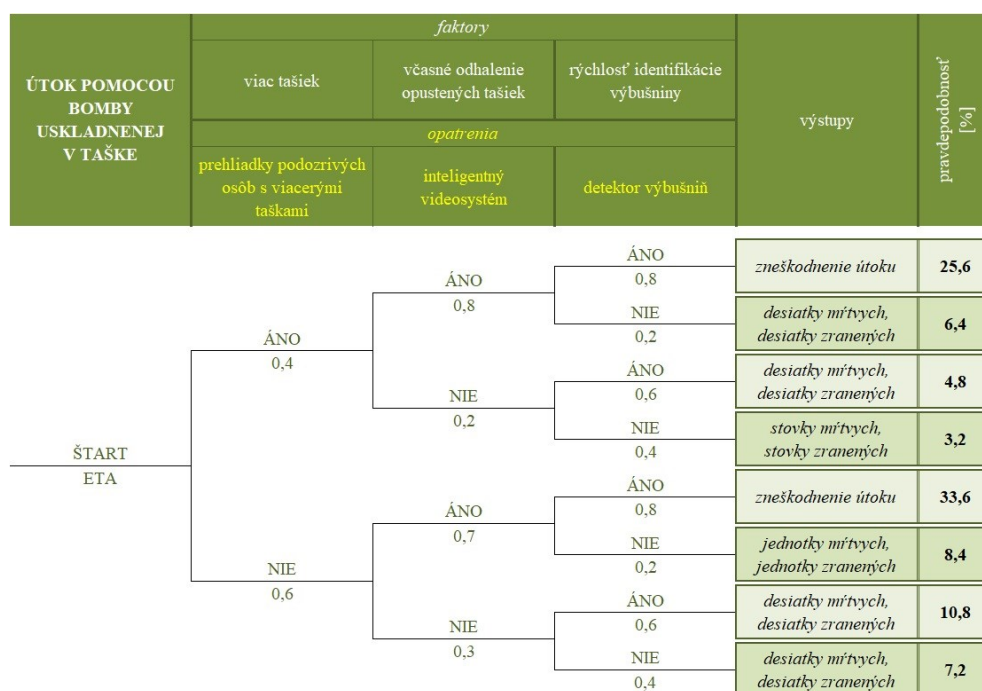 ÚTOK POMOCOU
BOMBY
USKLADNENEJ
V TAŠKE
faktory
viac tašiek
včasné odhalenie
opustených tašiek
rýchlosť identifikácie
výbušniny
opatrenia
prehliadky podozrivých
osôb s viacerými
taškami
inteligentný
videosystém
detektor výbušniň
výstupy
pravdepodobnosť
[%]
ŠTART
ETA
ÁNO
0,4
ÁNO
0,8
ÁNO
0,8
zneškodnenie útoku
25,6
NIE
0,2
desiatky mŕtvych,
desiatky zranených
6,4
NIE
0,2
ÁNO
0,6
desiatky mŕtvych,
desiatky zranených
4,8
NIE
0,4
stovky mŕtvych,
stovky zranených
3,2
NIE
0,6
ÁNO
0,7
ÁNO
0,8
zneškodnenie útoku
33,6
NIE
0,2
jednotky mŕtvych,
jednotky zranených
8,4
NIE
0,3
ÁNO
0,6
desiatky mŕtvych,
desiatky zranených
10,8
NIE
0,4
desiatky mŕtvych,
desiatky zranených
7,2